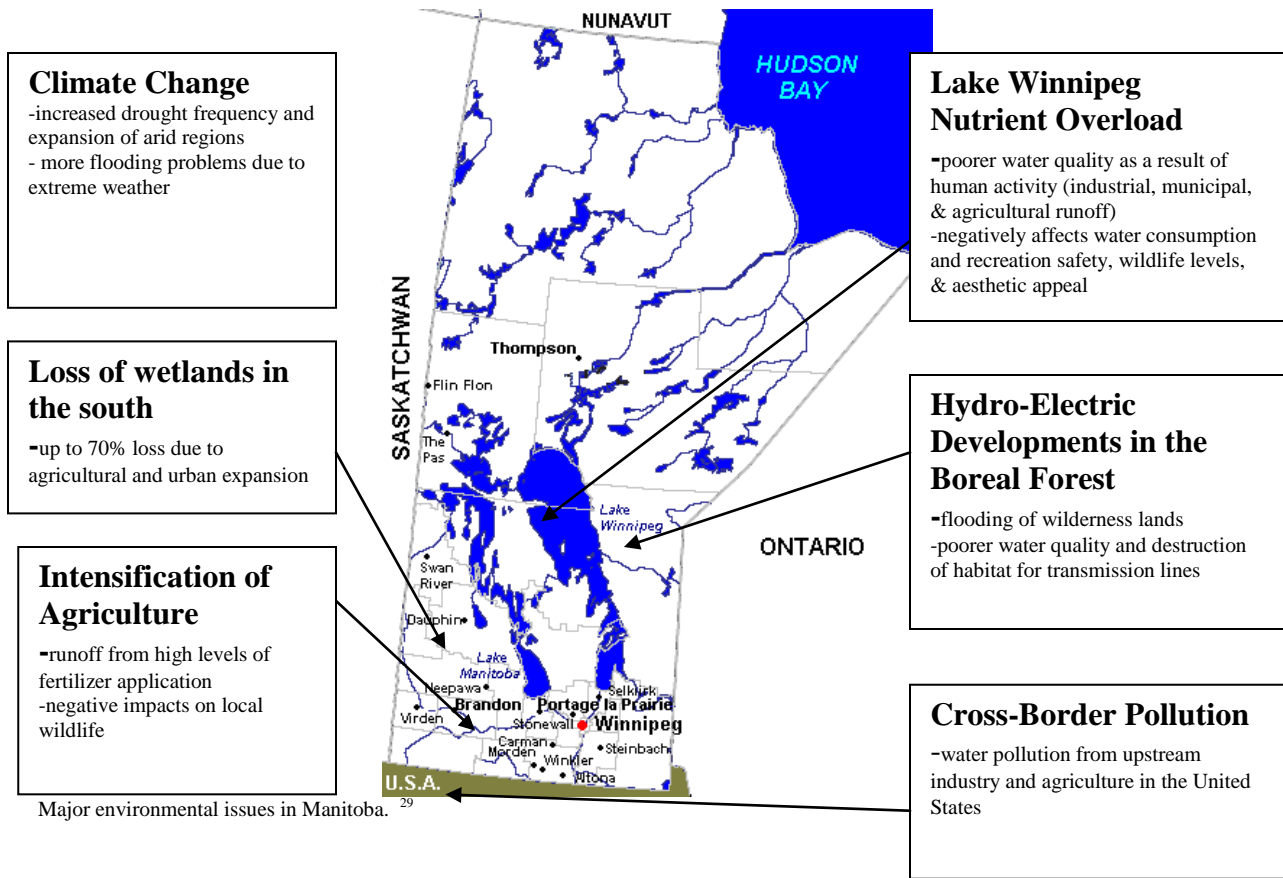 Climate Change
-increased drought frequency and
expansion of arid regions
- more flooding problems due to
extreme weather
Loss of wetlands in
the south
-up to 70% loss due to
agricultural and urban expansion
Intensification of
Agriculture
-runoff from high levels of
fertilizer application
-negative impacts on local
wildlife
NUNAVUT
HUDSON
BAY
SASKATCHWAN
Thompson
Flin Flon
The
Pas
Lake
Winnipeg
ONTARIO
Swan
River
Dauphin
Lake
Manitoba
Neepawa
Selkirk
Brandon
Portage la Prairie
Virden
Stonewall
Winnipeg
Carman
Steinbach
Morden
Winkler
Altona
U.S.A.
Lake Winnipeg
Nutrient Overload
-poorer water quality as a result of
human activity (industrial, municipal,
& agricultural runoff)
-negatively affects water consumption
and recreation safety, wildlife levels,
& aesthetic appeal
Hydro-Electric
Developments in the
Boreal Forest
-flooding of wilderness lands
-poorer water quality and destruction
of habitat for transmission lines
Cross-Border Pollution
-water pollution from upstream
industry and agriculture in the United
States
Major environmental issues in Manitoba. 29